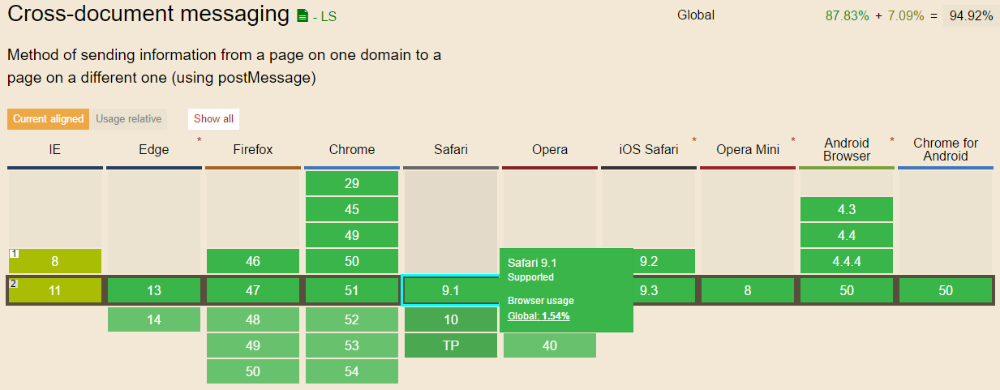 Cross-document messaging - LS
Global 87.83% + 7.09% = 94.92%
Method of sending information from a page on one domain to a
page on a different one (using postMessage)
Current aligned Usage relative Show all
IE Edge * Firefox Chrome Safari Opera iOS Safari * Opera Mini * Android Browser * Chrome for Android
29
45 4.3
49 4.4
1 8 46 50 9.2 4.4.4
2 11 13 47 51 9.1 9.3 8 50 50
14 48 52 10
49 53 TP 40
50 54
Safari 9.1
Supported
Browser usage
Global: 1.54%